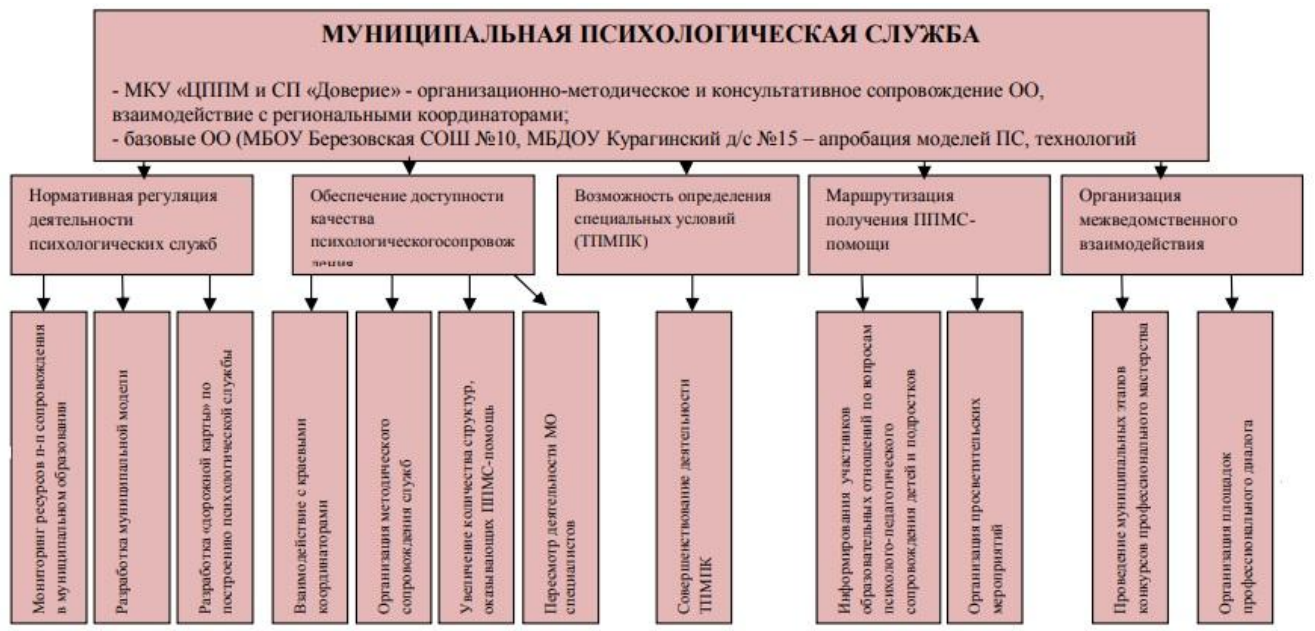 МУНИЦИПАЛЬНАЯ ПСИХОЛОГИЧЕСКАЯ СЛУЖБА
- МКУ «ЦППМ и СП «Доверие» - организационно-методическое и консультативное сопровождение ОО,
взаимодействие с региональными координаторами;
- базовые ОО (МБОУ Березовская СОШ №10, МБДОУ Курагинский д/с №15 – апробация моделей ПС, технологий
Нормативная регуляция
деятельности
психологических служб
Обеспечение доступности
качества
психологическогосопровож
дения
Возможность определения
специальных условий
(ТПМПК)
Маршрутизация
получения ППМС-
помощи
Организация
межведомственного
взаимодействия
Мониторинг ресурсов п-п сопровождения
в муниципальном образовании
Разработка муниципальной модели
Разработка «дорожной карты» по
построению психологической службы
Взаимодействие с краевыми
координаторами
Организация методического
сопровождения служб
Увеличение количества структур,
оказывающих ППМС-помощь
Пересмотр деятельности МО
специалистов
Совершенствование деятельности
ТПМПК
Информирования участников
образовательных отношений по вопросам
психолого-педагогического
сопровождения детей и подростков
Организация просветительских
мероприятий
Проведение муниципальных этапов
конкурсов профессионального мастерства
Организация площадок
профессионального диалога